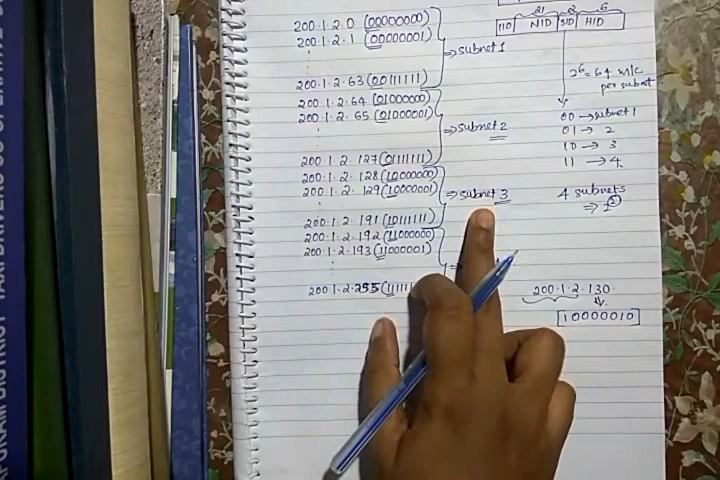 200.1.2.0 (00000000)
200.1.2.1 (00000001)
⇒ subnet 1
200.1.2.63 (00111111)
200.1.2.64 (01000000)
200.1.2.65 (01000001)
⇒ subnet 2
200.1.2.127 (01111111)
200.1.2.128 (10000000)
200.1.2.129 (10000001)
⇒ subnet 3
200.1.2.191 (10111111)
200.1.2.192 (11000000)
200.1.2.193 (11000001)
200.1.2.255 (11111
21 2 6
110 NID SID HID
2⁶ = 64 m/c
per subnet
00 → subnet 1
01 → 2
10 → 3
11 → 4
4 subnets
⇒ 2²
200.1.2.130
10000010